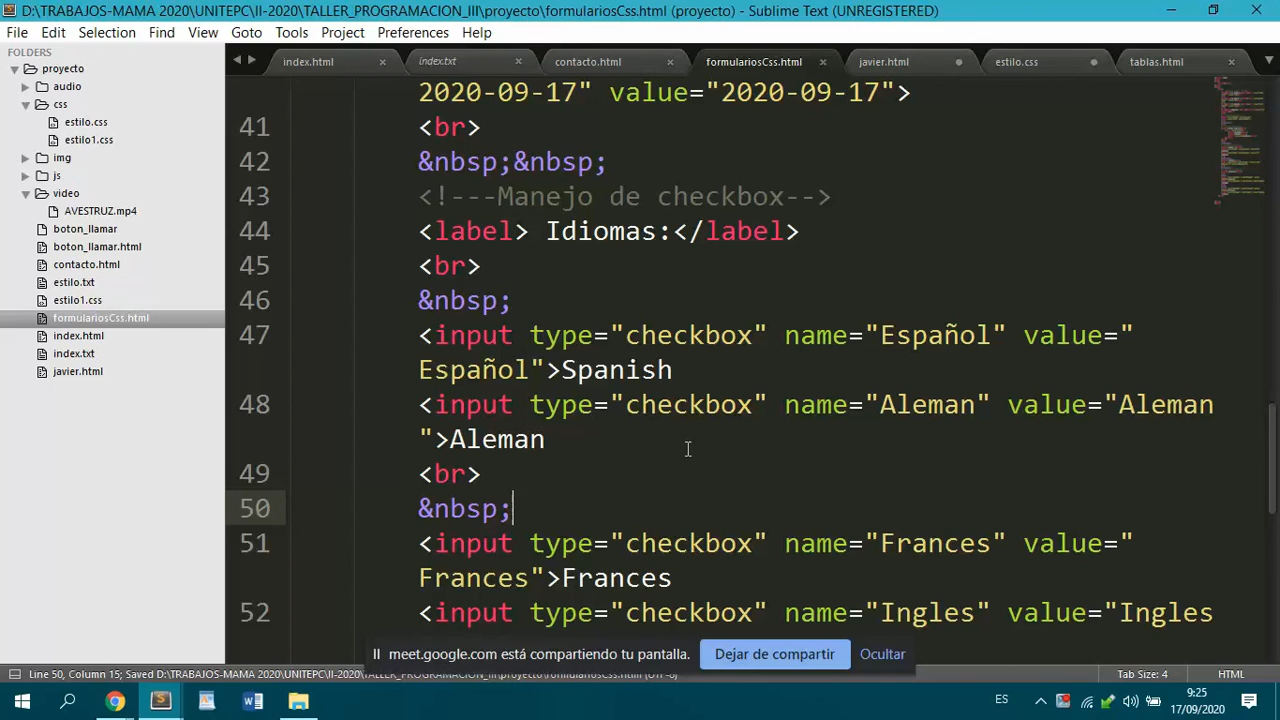 D:\TRABAJOS-MAMA 2020\UNITEPC\II-2020\TALLER_PROGRAMACION_III\proyecto\formulariosCss.html (proyecto) - Sublime Text (UNREGISTERED)
File Edit Selection Find View Goto Tools Project Preferences Help
FOLDERS
proyecto
audio
css
estilo.css
estilo1.css
img
js
video
AVESTRUZ.mp4
boton_llamar
boton_llamar.html
contacto.html
estilo.txt
estilo1.css
formulariosCss.html
index.html
index.txt
javier.html
index.html index.txt contacto.html formulariosCss.html javier.html estilo.css tablas.html
2020-09-17" value="2020-09-17">
41 <br>
42 &nbsp;&nbsp;
43 <!---Manejo de checkbox-->
44 <label> Idiomas:</label>
45 <br>
46 &nbsp;
47 <input type="checkbox" name="Español" value="
Español">Spanish
48 <input type="checkbox" name="Aleman" value="Aleman
">Aleman
49 <br>
50 &nbsp;
51 <input type="checkbox" name="Frances" value="
Frances">Frances
52 <input type="checkbox" name="Ingles" value="Ingles
meet.google.com está compartiendo tu pantalla. Dejar de compartir Ocultar
Line 50, Column 15; Saved D:\TRABAJOS-MAMA 2020\UNITEPC\II-2020\TALLER_PROGRAMACION_III\proyecto\formulariosCss.html (UTF-8) Tab Size: 4 HTML
ES
9:25
17/09/2020